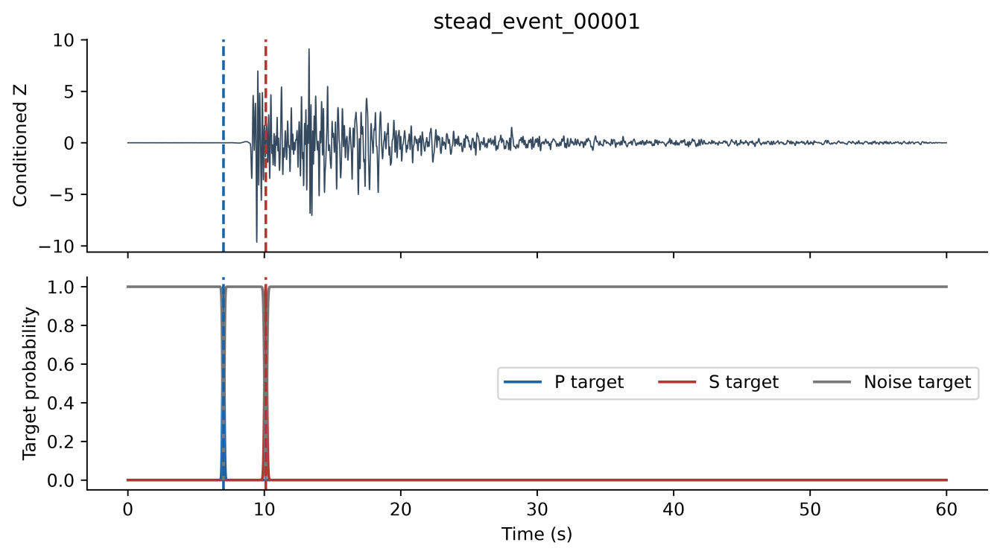 stead_event_00001
Conditioned Z
10
5
0
−5
−10
Target probability
1.0
0.8
0.6
0.4
0.2
0.0
P target S target Noise target
0 10 20 30 40 50 60
Time (s)